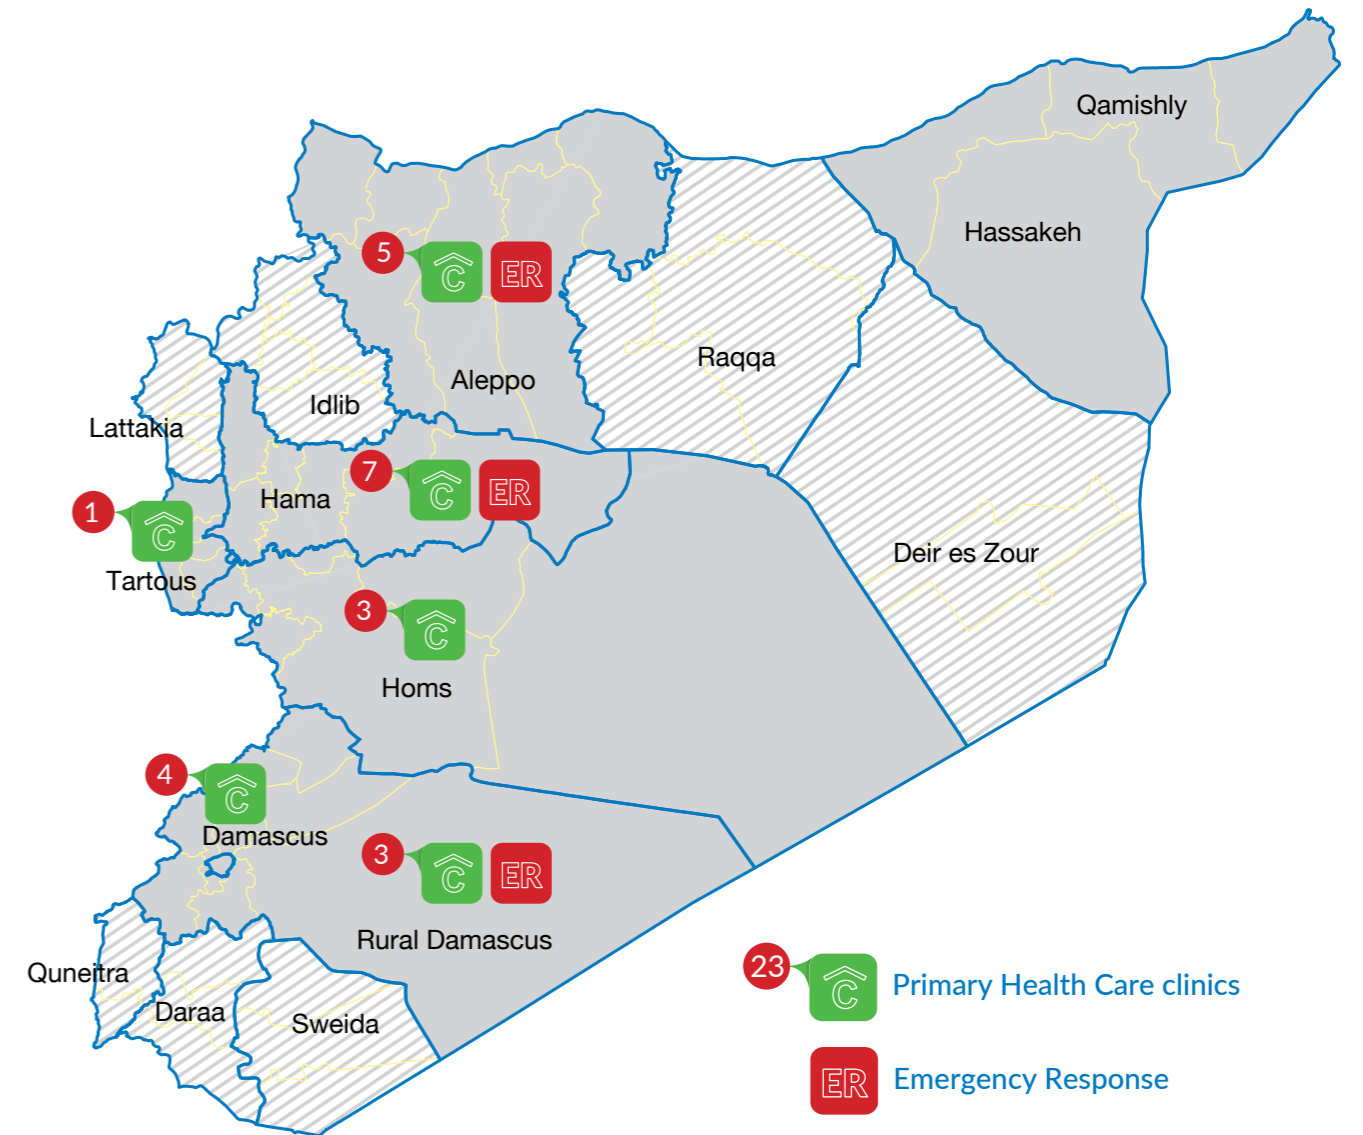 Qamishly
Hassakeh
5
C
ER
Raqqa
Aleppo
Idlib
Lattakia
7
C
ER
Hama
1
C
Tartous
Deir es Zour
3
C
Homs
4
C
Damascus
3
C
ER
Rural Damascus
Quneitra
Daraa
Sweida
23
C
Primary Health Care clinics
ER
Emergency Response